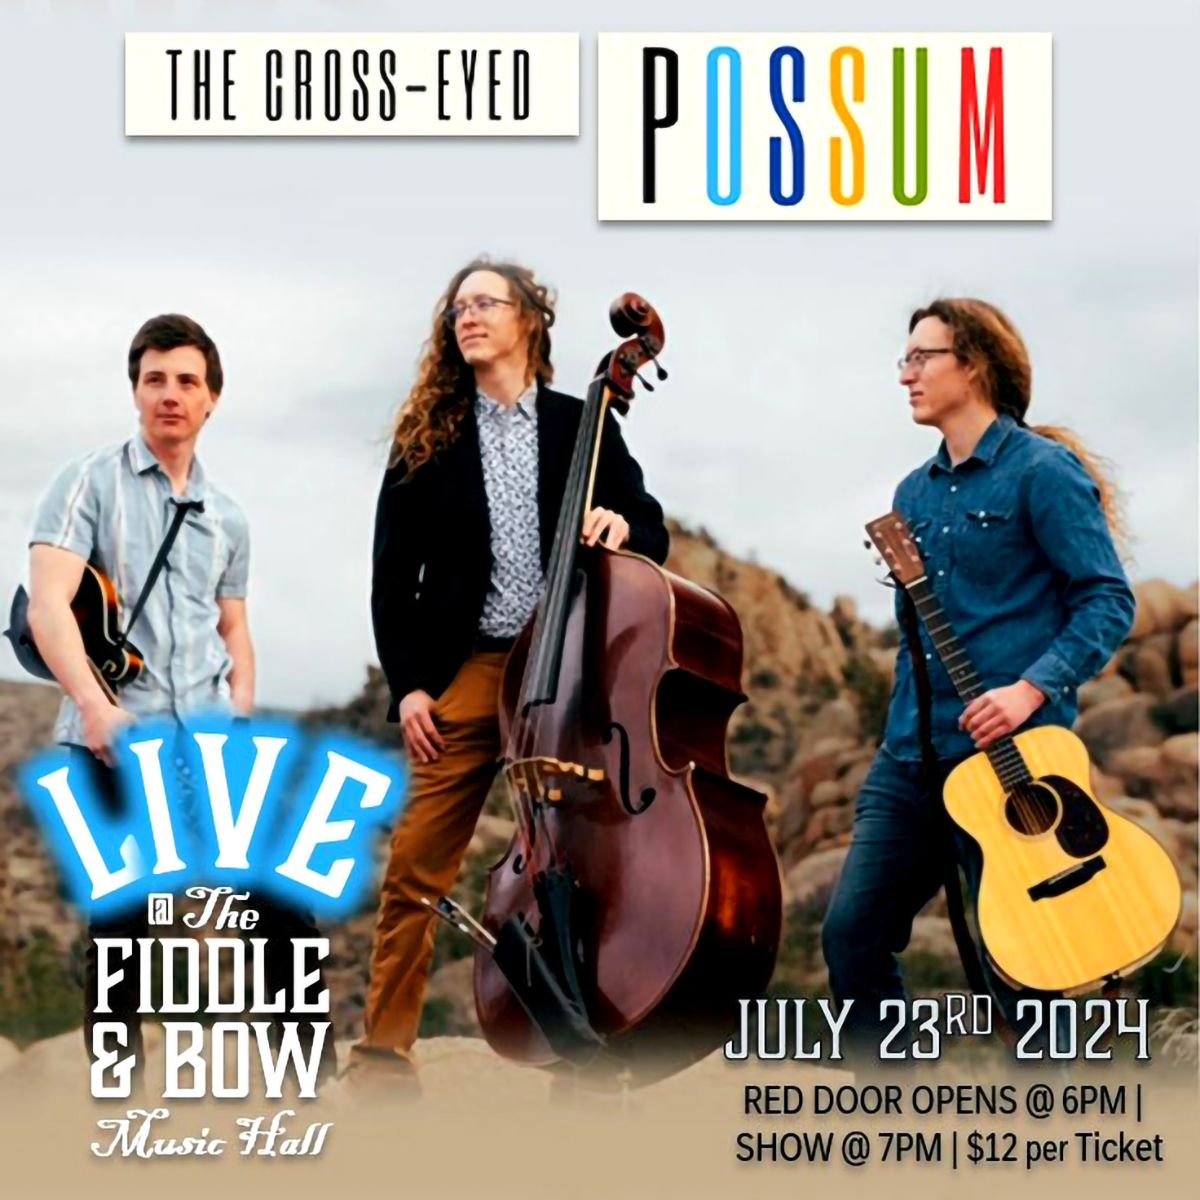 THE CROSS-EYED
POSSUM
LIVE
@ The
FIDDLE
& BOW
Music Hall
JULY 23RD 2024
RED DOOR OPENS @ 6PM |
SHOW @ 7PM | $12 per Ticket